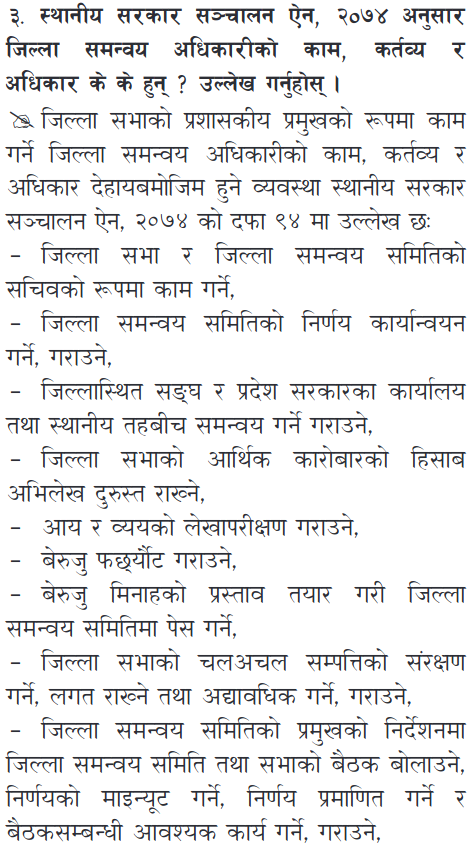 ३. स्थानीय सरकार सञ्चालन ऐन, २०७४ अनुसार
जिल्ला समन्वय अधिकारीको काम, कर्तव्य र
अधिकार के के हुन् ? उल्लेख गर्नुहोस् ।
जिल्ला सभाको प्रशासकीय प्रमुखको रूपमा काम
गर्ने जिल्ला समन्वय अधिकारीको काम, कर्तव्य र
अधिकार देहायबमोजिम हुने व्यवस्था स्थानीय सरकार
सञ्चालन ऐन, २०७४ को दफा ९४ मा उल्लेख छः
– जिल्ला सभा र जिल्ला समन्वय समितिको
सचिवको रूपमा काम गर्ने,
– जिल्ला समन्वय समितिको निर्णय कार्यान्वयन
गर्ने, गराउने,
– जिल्लास्थित सङ्घ र प्रदेश सरकारका कार्यालय
तथा स्थानीय तहबीच समन्वय गर्ने गराउने,
– जिल्ला सभाको आर्थिक कारोबारको हिसाब
अभिलेख दुरुस्त राख्ने,
– आय र व्ययको लेखापरीक्षण गराउने,
– बेरुजु फछ्र्यौट गराउने,
– बेरुजु मिनाहको प्रस्ताव तयार गरी जिल्ला
समन्वय समितिमा पेस गर्ने,
– जिल्ला सभाको चलअचल सम्पत्तिको संरक्षण
गर्ने, लगत राख्ने तथा अद्यावधिक गर्ने, गराउने,
– जिल्ला समन्वय समितिको प्रमुखको निर्देशनमा
जिल्ला समन्वय समिति तथा सभाको बैठक बोलाउने,
निर्णयको माइन्यूट गर्ने, निर्णय प्रमाणित गर्ने र
बैठकसम्बन्धी आवश्यक कार्य गर्ने, गराउने,